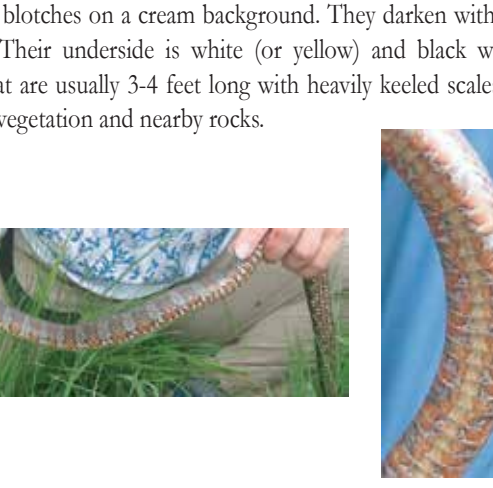 blotches on a cream background. They darken with
Their underside is white (or yellow) and black w
at are usually 3-4 feet long with heavily keeled scale
vegetation and nearby rocks.